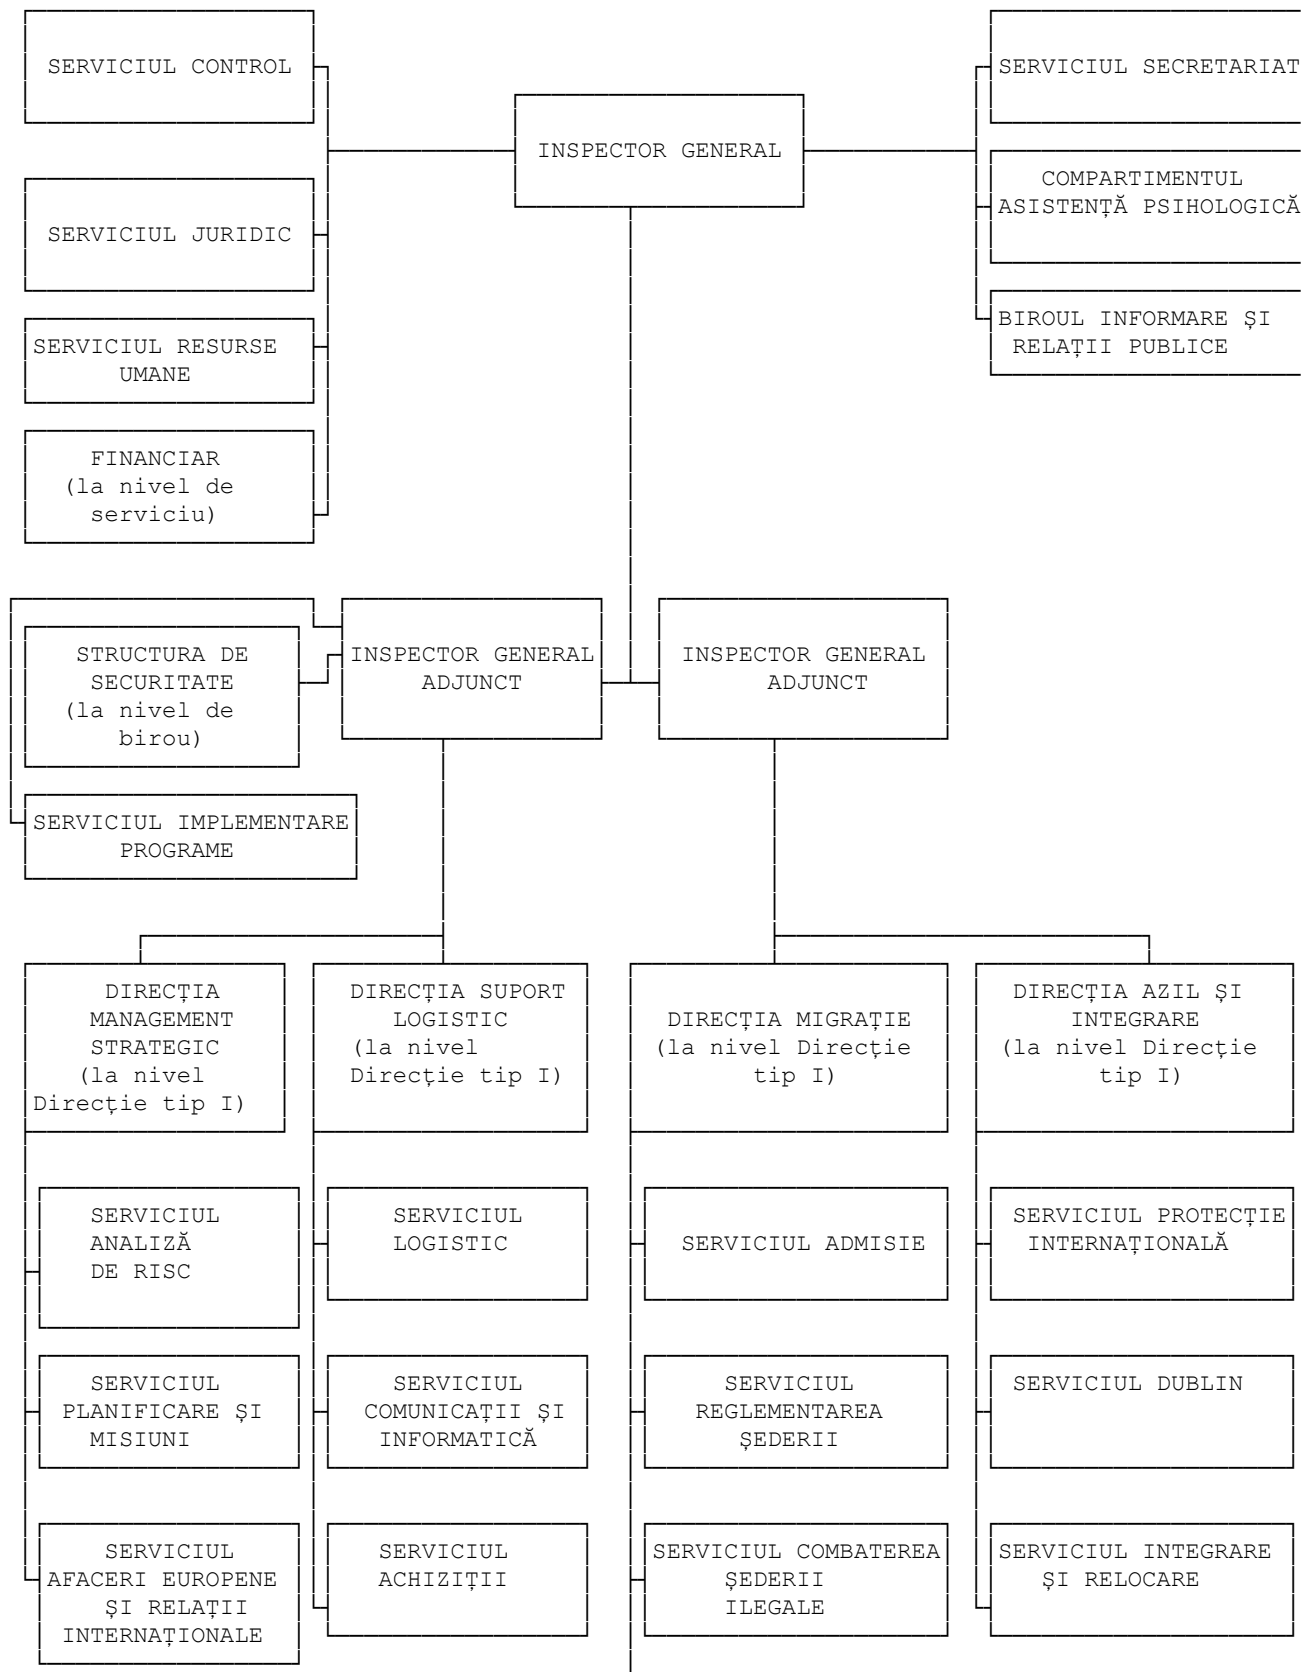 SERVICIUL CONTROL
SERVICIUL SECRETARIAT
INSPECTOR GENERAL
COMPARTIMENTUL
ASISTENȚĂ PSIHOLOGICĂ
SERVICIUL JURIDIC
BIROUL INFORMARE ȘI
RELAȚII PUBLICE
SERVICIUL RESURSE
UMANE
FINANCIAR
(la nivel de
serviciu)
STRUCTURA DE
SECURITATE
(la nivel de
birou)
INSPECTOR GENERAL
ADJUNCT
INSPECTOR GENERAL
ADJUNCT
SERVICIUL IMPLEMENTARE
PROGRAME
DIRECȚIA
MANAGEMENT
STRATEGIC
(la nivel
Direcție tip I)
DIRECȚIA SUPORT
LOGISTIC
(la nivel
Direcție tip I)
DIRECȚIA MIGRAȚIE
(la nivel Direcție
tip I)
DIRECȚIA AZIL ȘI
INTEGRARE
(la nivel Direcție
tip I)
SERVICIUL
ANALIZĂ
DE RISC
SERVICIUL
LOGISTIC
SERVICIUL ADMISIE
SERVICIUL PROTECȚIE
INTERNAȚIONALĂ
SERVICIUL
PLANIFICARE ȘI
MISIUNI
SERVICIUL
COMUNICAȚII ȘI
INFORMATICĂ
SERVICIUL
REGLEMENTAREA
ȘEDERII
SERVICIUL DUBLIN
SERVICIUL
AFACERI EUROPENE
ȘI RELAȚII
INTERNAȚIONALE
SERVICIUL
ACHIZIȚII
SERVICIUL COMBATEREA
ȘEDERII
ILEGALE
SERVICIUL INTEGRARE
ȘI RELOCARE